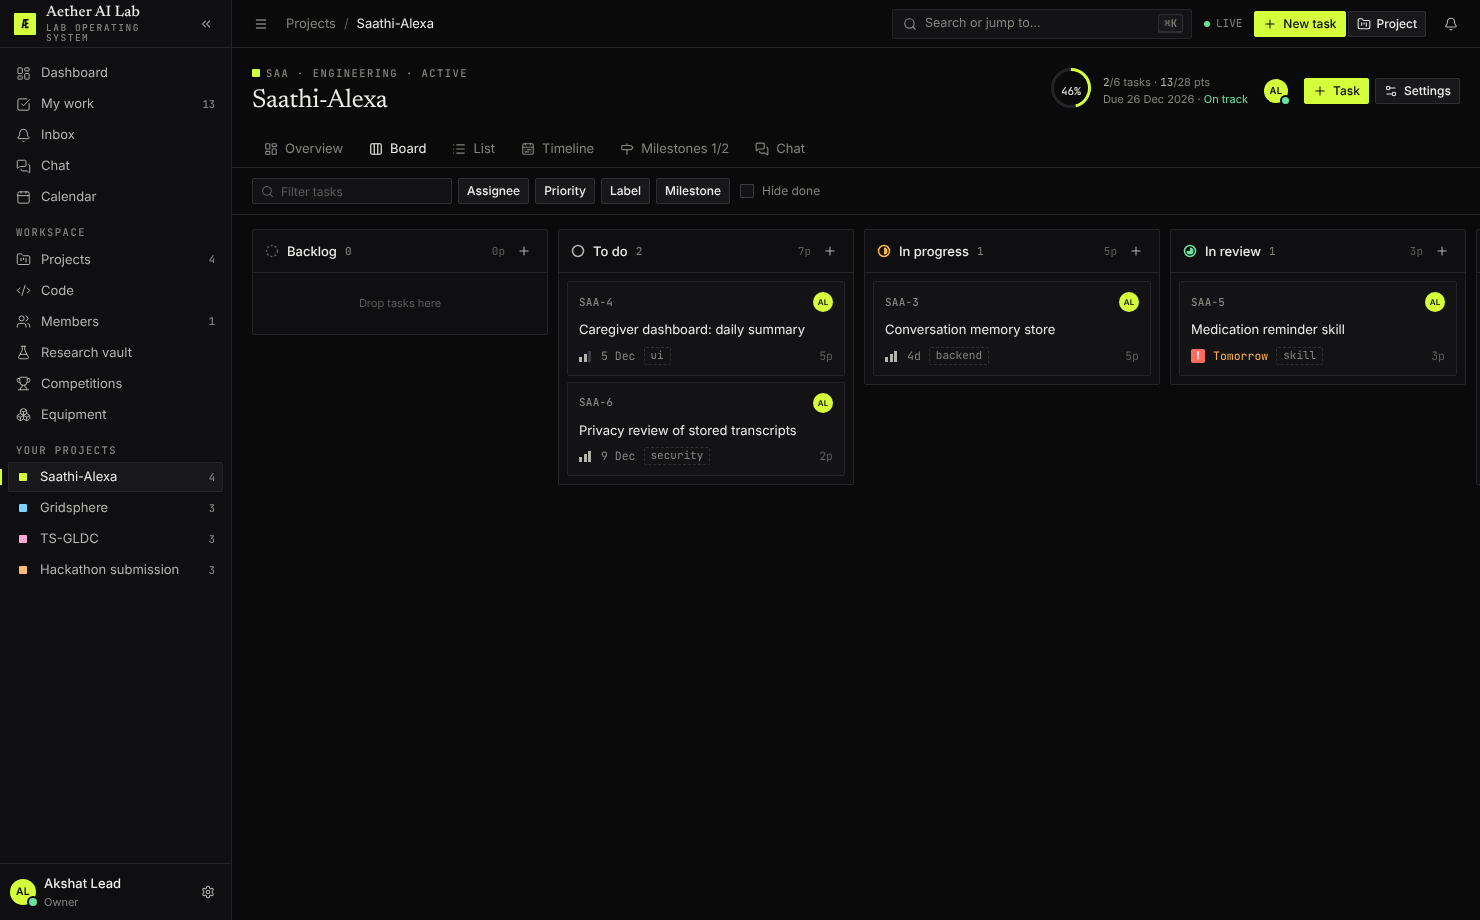 Æ
Aether AI Lab
LAB OPERATING SYSTEM
Dashboard
My work 13
Inbox
Chat
Calendar
WORKSPACE
Projects 4
Code
Members 1
Research vault
Competitions
Equipment
YOUR PROJECTS
Saathi-Alexa 4
Gridsphere 3
TS-GLDC 3
Hackathon submission 3
AL
Akshat Lead
Owner
Projects / Saathi-Alexa
Search or jump to... ⌘K
LIVE
+ New task
Project
SAA · ENGINEERING · ACTIVE
Saathi-Alexa
46%
2/6 tasks · 13/28 pts
Due 26 Dec 2026 · On track
AL
+ Task
Settings
Overview
Board
List
Timeline
Milestones 1/2
Chat
Filter tasks
Assignee
Priority
Label
Milestone
Hide done
Backlog 0 0p +
Drop tasks here
To do 2 7p +
SAA-4 AL
Caregiver dashboard: daily summary
5 Dec ui 5p
SAA-6 AL
Privacy review of stored transcripts
9 Dec security 2p
In progress 1 5p +
SAA-3 AL
Conversation memory store
4d backend 5p
In review 1 3p +
SAA-5 AL
Medication reminder skill
! Tomorrow skill 3p